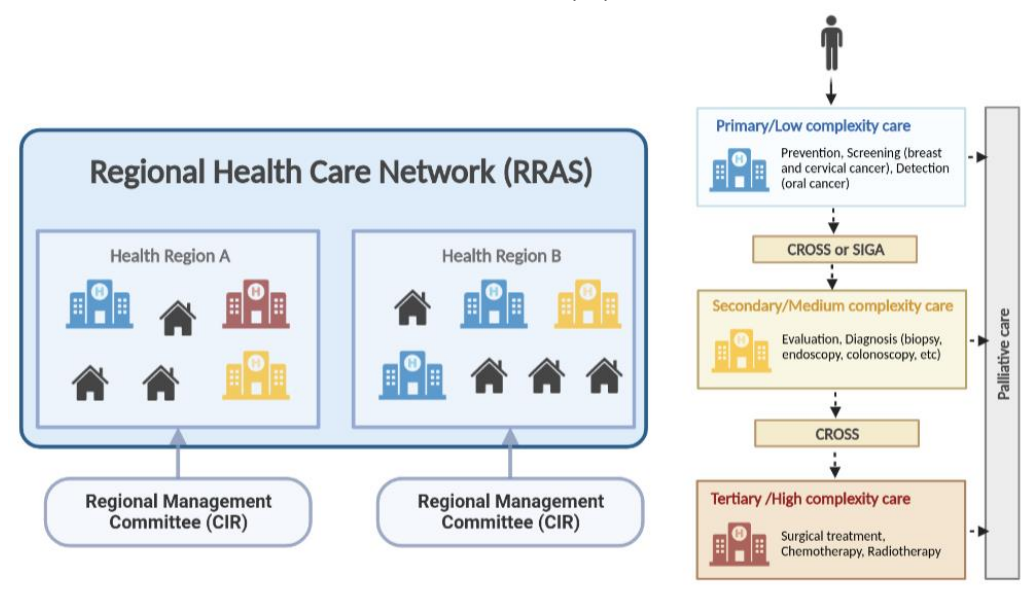 Regional Health Care Network (RRAS)
Health Region A
H
H
H
Health Region B
H
H
H
Regional Management
Committee (CIR)
Regional Management
Committee (CIR)
Primary/Low complexity care
H
Prevention, Screening (breast
and cervical cancer), Detection
(oral cancer)
CROSS or SIGA
Secondary/Medium complexity care
H
Evaluation, Diagnosis (biopsy,
endoscopy, colonoscopy, etc)
CROSS
Tertiary /High complexity care
H
Surgical treatment,
Chemotherapy, Radiotherapy
Palliative care